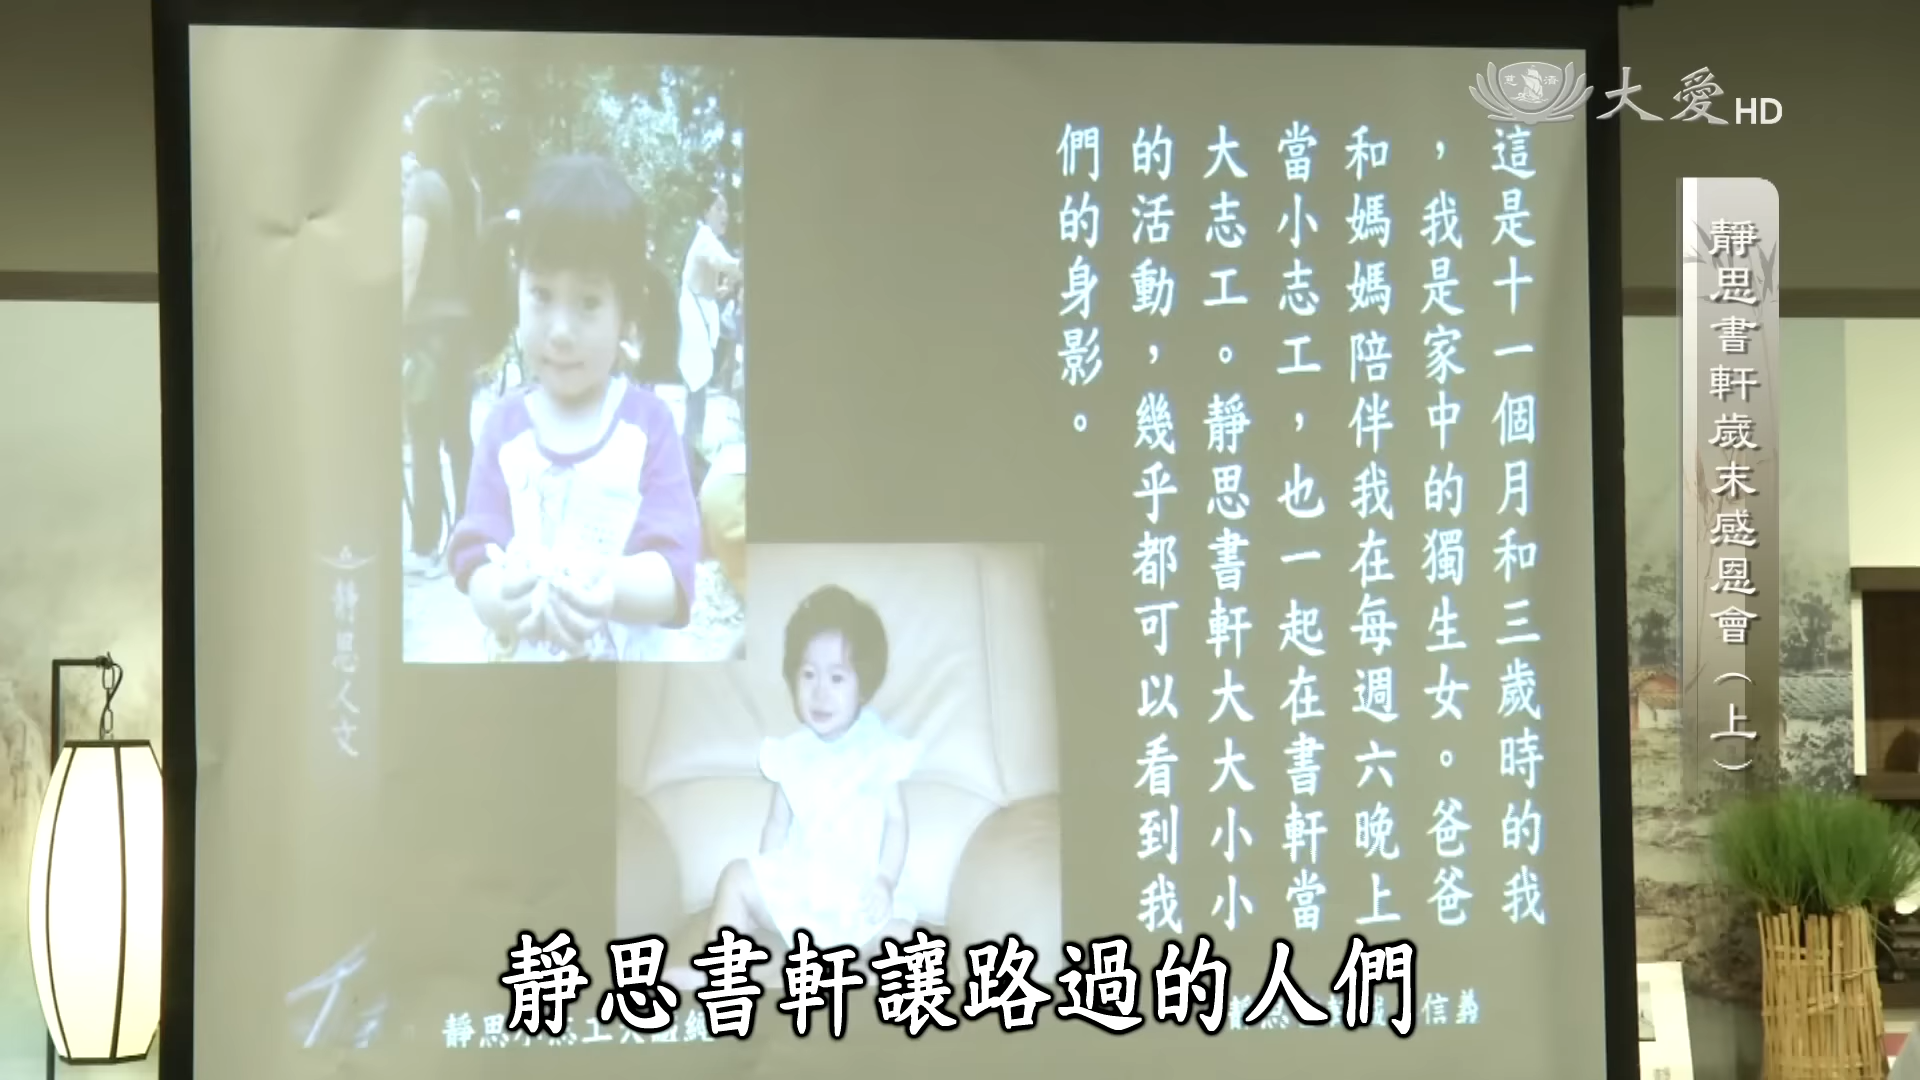 大愛HD
靜思書軒歲末感恩會（上）
這是十一個月和三歲時的我
，我是家中的獨生女。爸爸
和媽媽陪伴我在每週六晚上
當小志工，也一起在書軒當
大志工。靜思書軒大大小小
的活動，幾乎都可以看到我
們的身影。
靜思人文
信義
靜思書軒讓路過的人們